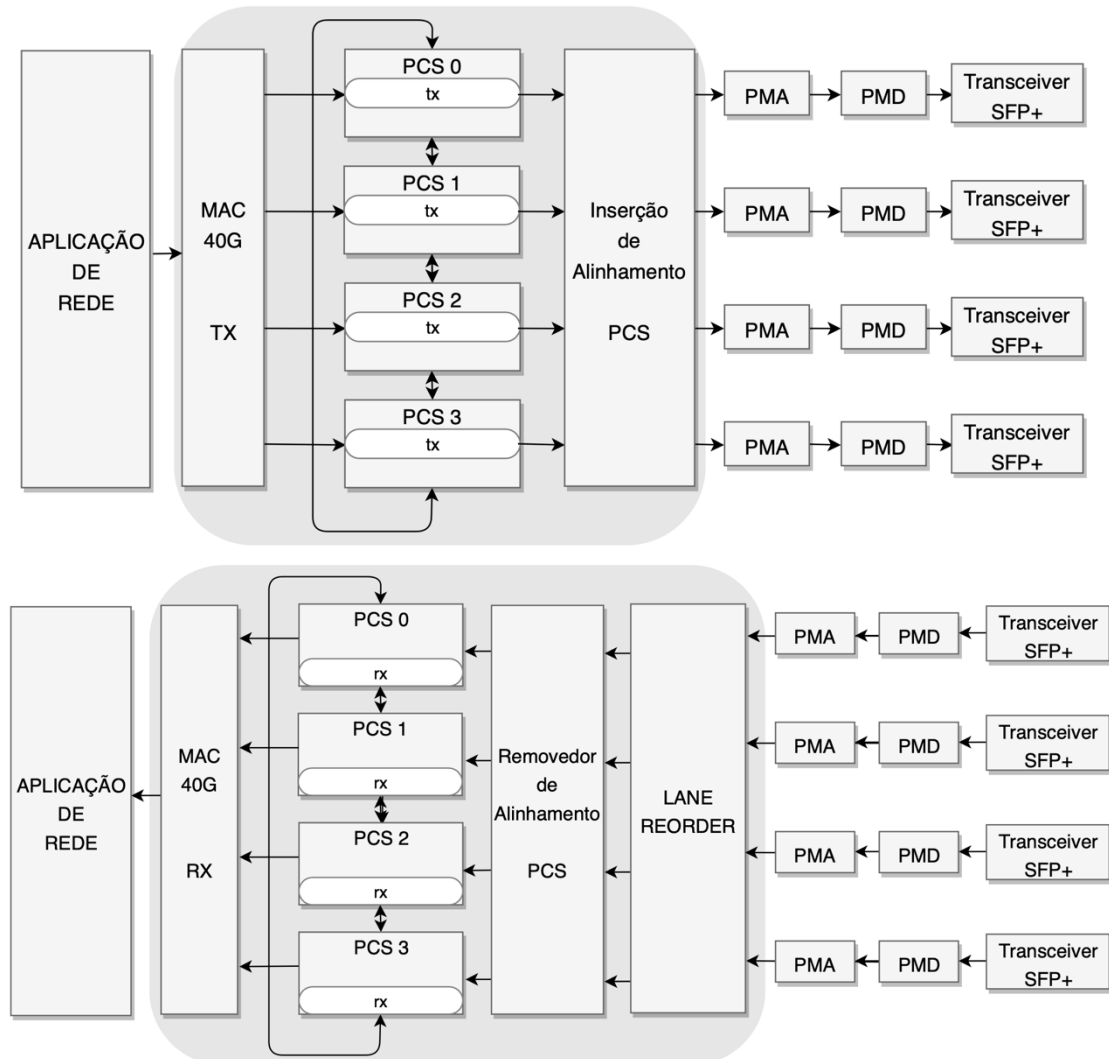 APLICAÇÃO
DE
REDE
MAC
40G
TX
PCS 0
tx
PCS 1
tx
PCS 2
tx
PCS 3
tx
Inserção
de
Alinhamento
PCS
PMA
PMD
Transceiver
SFP+
PMA
PMD
Transceiver
SFP+
PMA
PMD
Transceiver
SFP+
PMA
PMD
Transceiver
SFP+
APLICAÇÃO
DE
REDE
MAC
40G
RX
PCS 0
rx
PCS 1
rx
PCS 2
rx
PCS 3
rx
Removedor
de
Alinhamento
PCS
LANE
REORDER
PMA
PMD
Transceiver
SFP+
PMA
PMD
Transceiver
SFP+
PMA
PMD
Transceiver
SFP+
PMA
PMD
Transceiver
SFP+